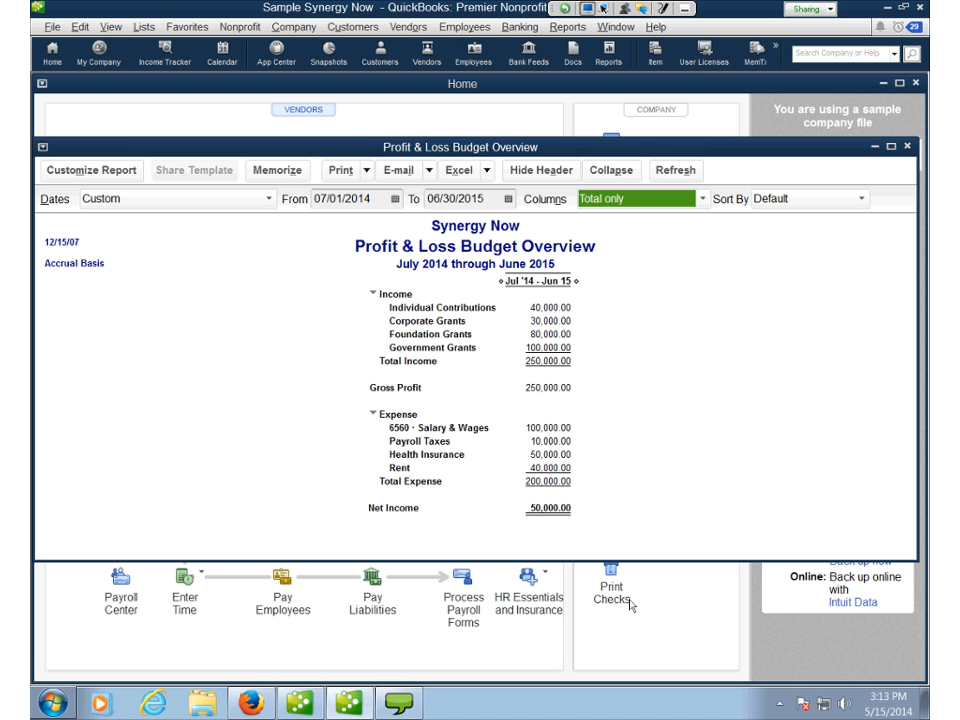 Sample Synergy Now - QuickBooks: Premier Nonprofit
Sharing
File Edit View Lists Favorites Nonprofit Company Customers Vendors Employees Banking Reports Window Help
29
Home My Company Income Tracker Calendar App Center Snapshots Customers Vendors Employees Bank Feeds Docs Reports Item User Licenses MemTx
Search Company or Help
Home
VENDORS
COMPANY
You are using a sample
company file
Profit & Loss Budget Overview
Customize Report Share Template Memorize Print E-mail Excel Hide Header Collapse Refresh
Dates Custom From 07/01/2014 To 06/30/2015 Columns Total only Sort By Default
Synergy Now
12/15/07
Profit & Loss Budget Overview
Accrual Basis
July 2014 through June 2015
Jul '14 - Jun 15
Income
Individual Contributions 40,000.00
Corporate Grants 30,000.00
Foundation Grants 80,000.00
Government Grants 100,000.00
Total Income 250,000.00
Gross Profit 250,000.00
Expense
6560 · Salary & Wages 100,000.00
Payroll Taxes 10,000.00
Health Insurance 50,000.00
Rent 40,000.00
Total Expense 200,000.00
Net Income 50,000.00
Back up now
Online: Back up online
with
Intuit Data
Payroll
Center
Enter
Time
Pay
Employees
Pay
Liabilities
Process
Payroll
Forms
HR Essentials
and Insurance
Print
Checks
3:13 PM
5/15/2014